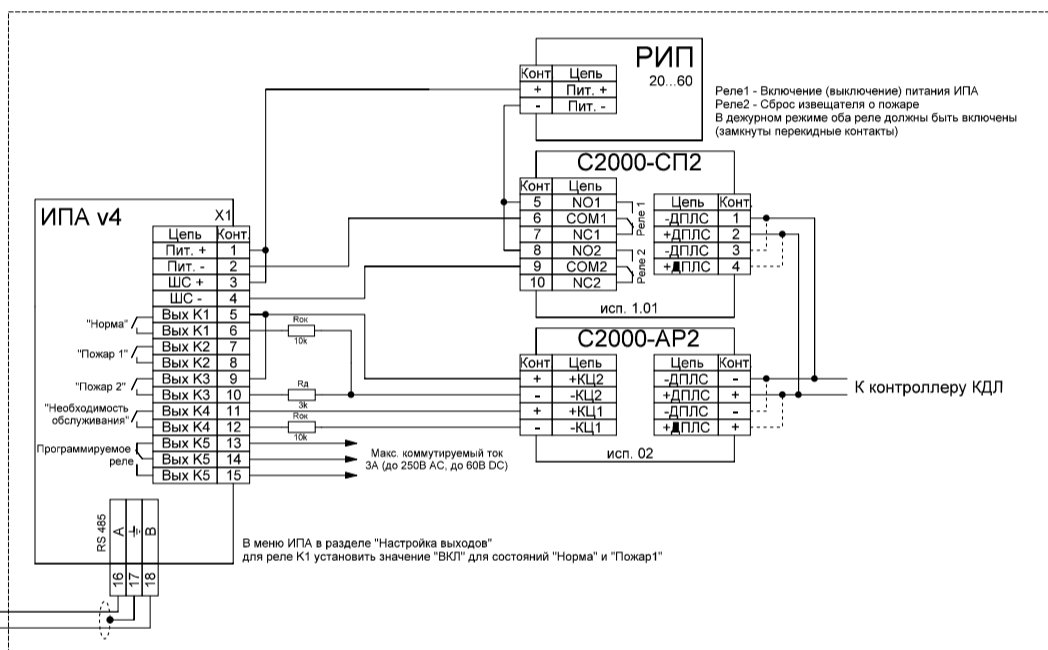 РИП
20...60
Конт Цепь
+ Пит. +
- Пит. -
Реле1 - Включение (выключение) питания ИПА
Реле2 - Сброс извещателя о пожаре
В дежурном режиме оба реле должны быть включены
(замкнуты перекидные контакты)
С2000-СП2
Конт Цепь
5 NO1
6 COM1
7 NC1
8 NO2
9 COM2
10 NC2
Реле 1
Реле 2
Цепь Конт.
-ДПЛС 1
+ДПЛС 2
-ДПЛС 3
+ДПЛС 4
исп. 1.01
ИПА v4
X1
Цепь Конт.
Пит. + 1
Пит. - 2
ШС + 3
ШС - 4
Вых К1 5
Вых К1 6
Вых К2 7
Вых К2 8
Вых К3 9
Вых К3 10
Вых К4 11
Вых К4 12
Вых К5 13
Вых К5 14
Вых К5 15
"Норма"
"Пожар 1"
"Пожар 2"
"Необходимость
обслуживания"
Программируемое
реле
Rок
10k
Rд
3k
Rок
10k
С2000-АР2
Конт Цепь
+ +КЦ2
- -КЦ2
+ +КЦ1
- -КЦ1
Цепь Конт.
-ДПЛС -
+ДПЛС +
-ДПЛС -
+ДПЛС +
исп. 02
К контроллеру КДЛ
Макс. коммутируемый ток
3А (до 250В AC, до 60В DC)
RS 485
A
B
16
17
18
В меню ИПА в разделе "Настройка выходов"
для реле К1 установить значение "ВКЛ" для состояний "Норма" и "Пожар1"